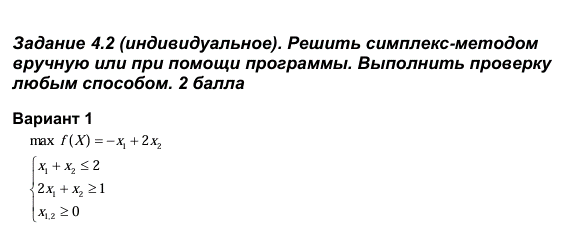 Задание 4.2 (индивидуальное). Решить симплекс-методом
вручную или при помощи программы. Выполнить проверку
любым способом. 2 балла
Вариант 1
max f(X) = −x₁ + 2x₂
x₁ + x₂ ≤ 2
2x₁ + x₂ ≥ 1
x₁,₂ ≥ 0